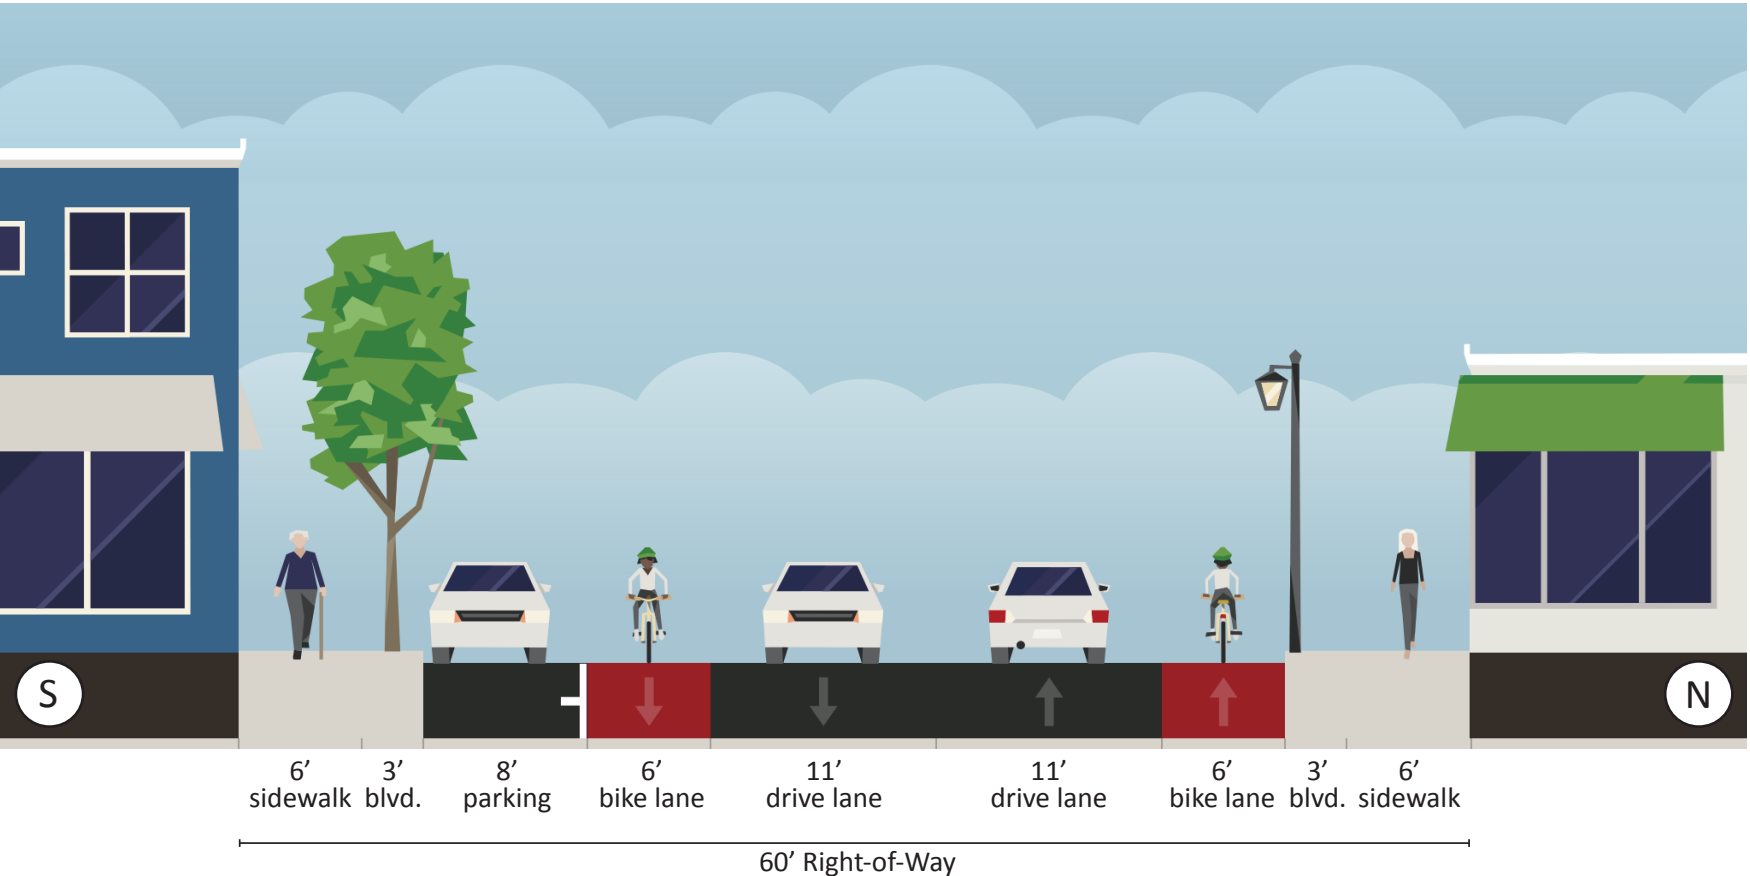 S
N
6’ 3’ 8’ 6’ 11’ 11’ 6’ 3’ 6’
sidewalk blvd. parking bike lane drive lane drive lane bike lane blvd. sidewalk
60’ Right-of-Way